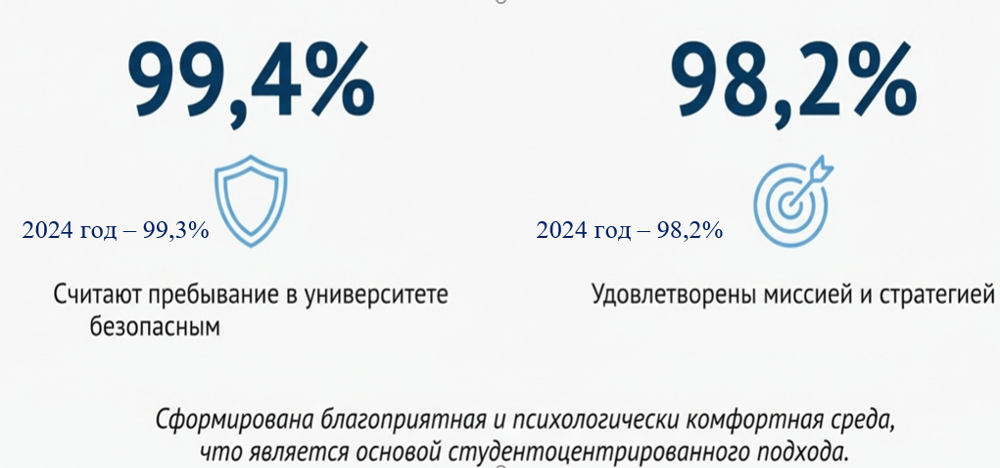 99,4%
98,2%
2024 год – 99,3%
2024 год – 98,2%
Считают пребывание в университете
безопасным
Удовлетворены миссией и стратегией
Сформирована благоприятная и психологически комфортная среда,
что является основой студентоцентрированного подхода.